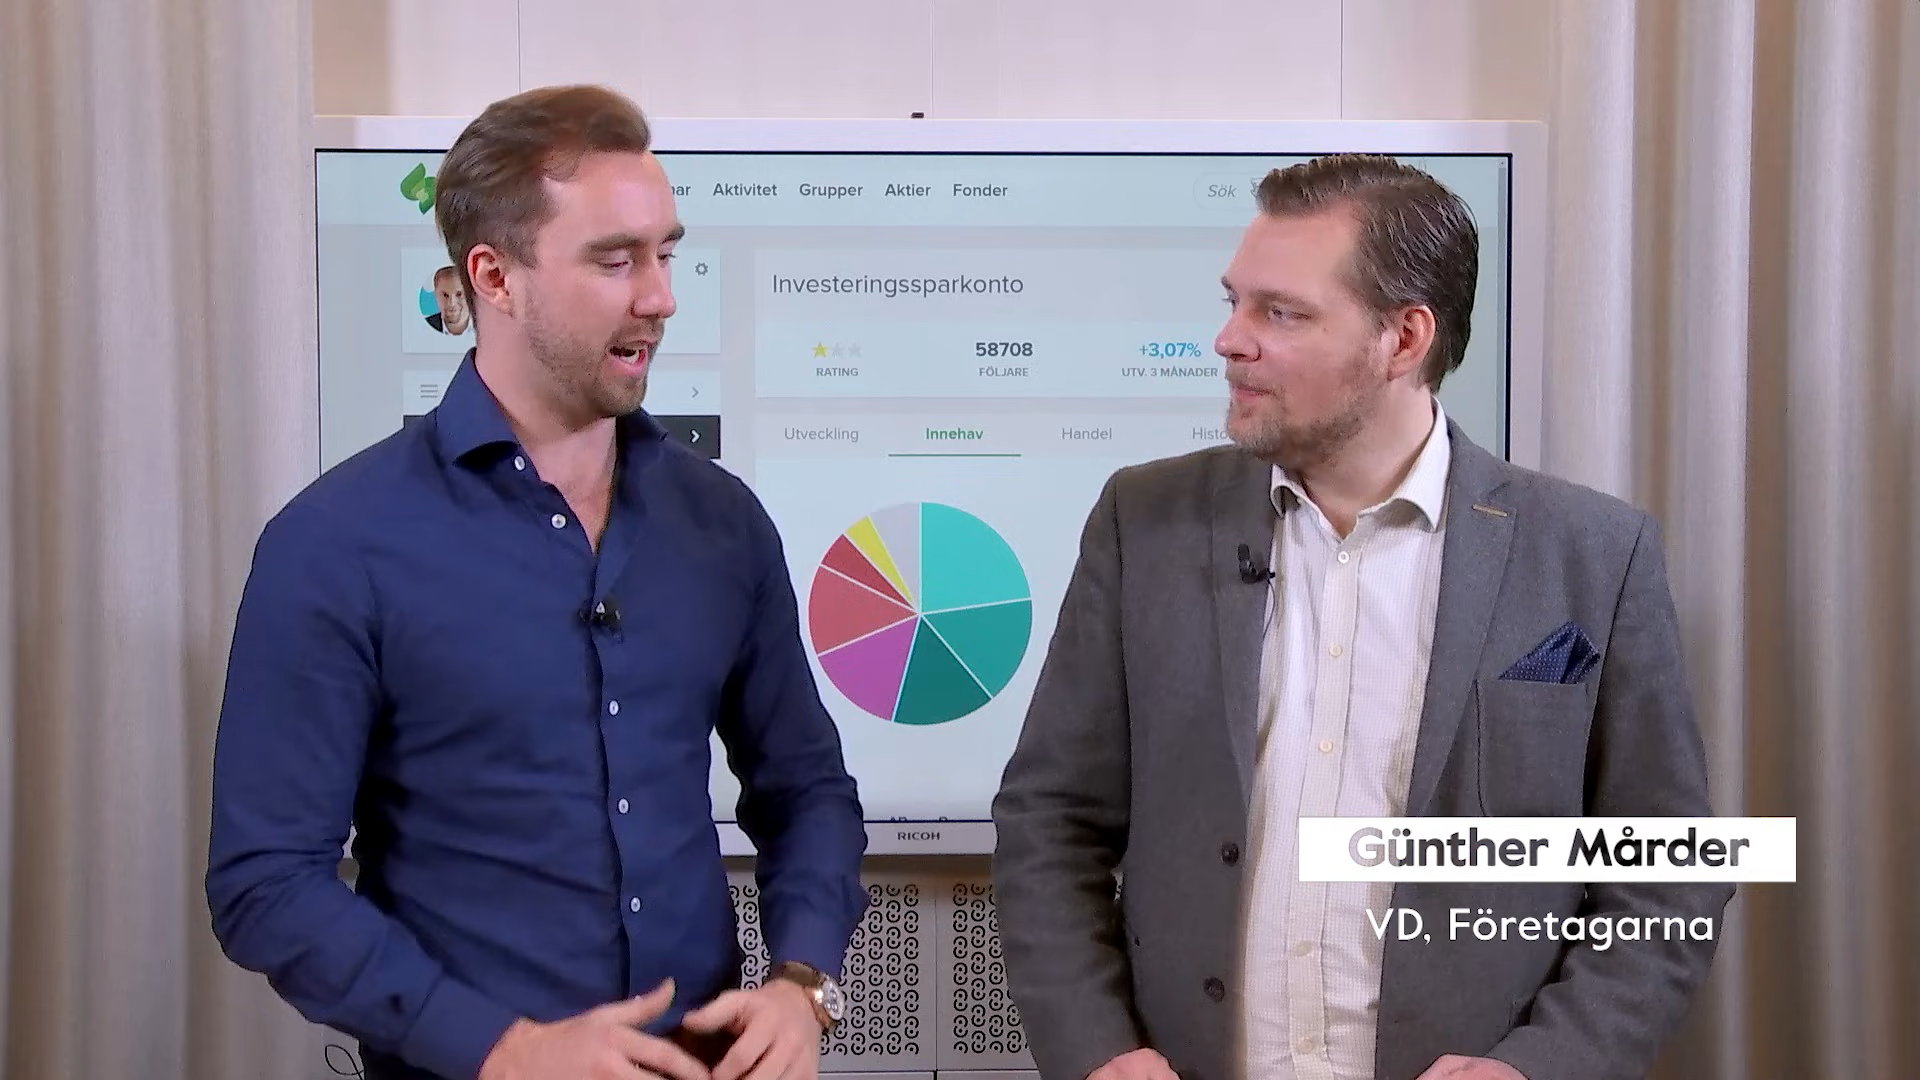 Aktivitet Grupper Aktier Fonder Sök
Investeringssparkonto
58708 +3,07%
RATING FÖLJARE UTV. 3 MÅNADER
Utveckling Innehav Handel
RICOH
Günther Mårder
VD, Företagarna